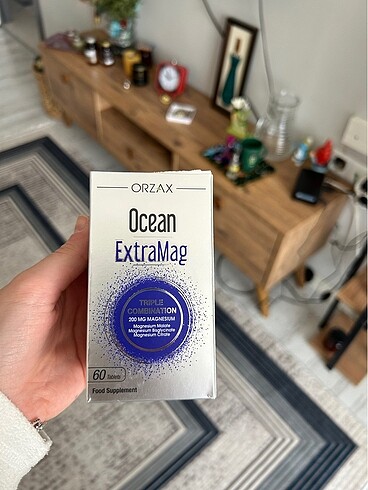 ORZAX
Ocean
ExtraMag
TRIPLE
COMBINATION
200 MG MAGNESIUM
Magnesium Malate
Magnesium Bisglycinate
Magnesium Citrate
60 Tablets
Food Supplement